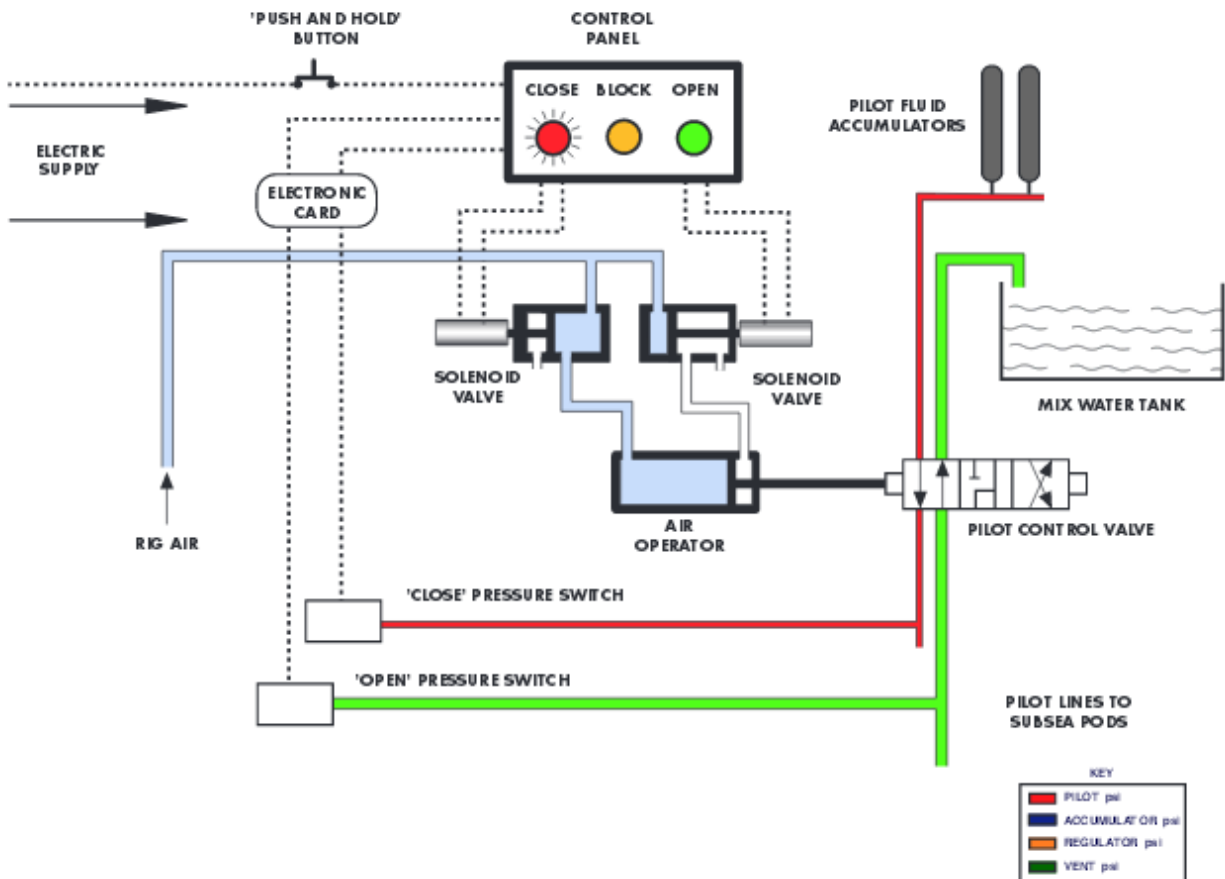 'PUSH AND HOLD'
BUTTON
CONTROL
PANEL
CLOSE BLOCK OPEN
PILOT FLUID
ACCUMULATORS
ELECTRIC
SUPPLY
ELECTRONIC
CARD
SOLENOID
VALVE
SOLENOID
VALVE
MIX WATER TANK
RIG AIR
AIR
OPERATOR
PILOT CONTROL VALVE
'CLOSE' PRESSURE SWITCH
'OPEN' PRESSURE SWITCH
PILOT LINES TO
SUBSEA PODS
KEY
PILOT psi
ACCUMULATOR psi
REGULATOR psi
VENT psi